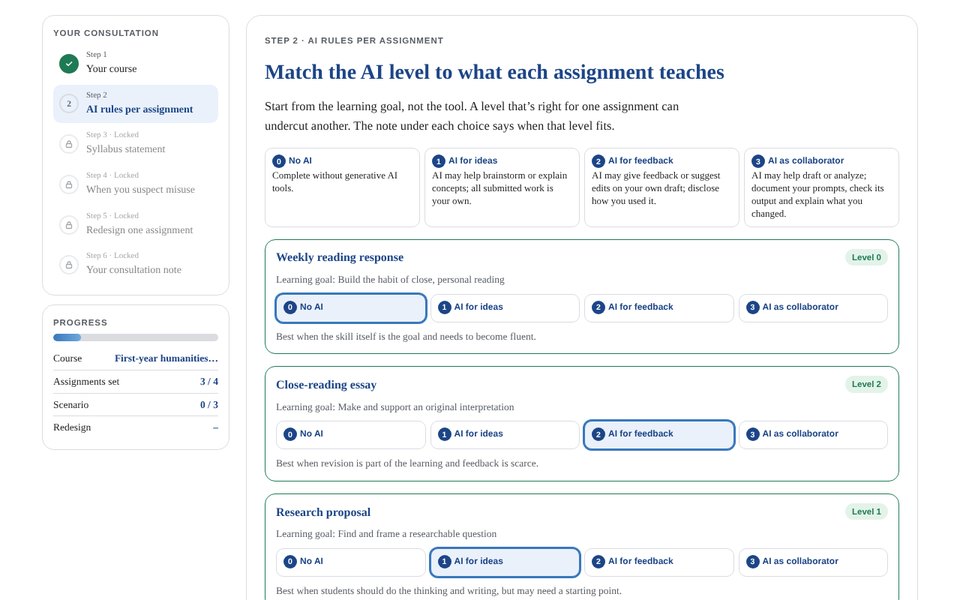 YOUR CONSULTATION
Step 1
Your course
2
Step 2
AI rules per assignment
Step 3 · Locked
Syllabus statement
Step 4 · Locked
When you suspect misuse
Step 5 · Locked
Redesign one assignment
Step 6 · Locked
Your consultation note
PROGRESS
Course First-year humanities…
Assignments set 3 / 4
Scenario 0 / 3
Redesign –
STEP 2 · AI RULES PER ASSIGNMENT
Match the AI level to what each assignment teaches
Start from the learning goal, not the tool. A level that’s right for one assignment can
undercut another. The note under each choice says when that level fits.
0 No AI
Complete without generative AI
tools.
1 AI for ideas
AI may help brainstorm or explain
concepts; all submitted work is
your own.
2 AI for feedback
AI may give feedback or suggest
edits on your own draft; disclose
how you used it.
3 AI as collaborator
AI may help draft or analyze;
document your prompts, check its
output and explain what you
changed.
Weekly reading response Level 0
Learning goal: Build the habit of close, personal reading
0 No AI 1 AI for ideas 2 AI for feedback 3 AI as collaborator
Best when the skill itself is the goal and needs to become fluent.
Close-reading essay Level 2
Learning goal: Make and support an original interpretation
0 No AI 1 AI for ideas 2 AI for feedback 3 AI as collaborator
Best when revision is part of the learning and feedback is scarce.
Research proposal Level 1
Learning goal: Find and frame a researchable question
0 No AI 1 AI for ideas 2 AI for feedback 3 AI as collaborator
Best when students should do the thinking and writing, but may need a starting point.